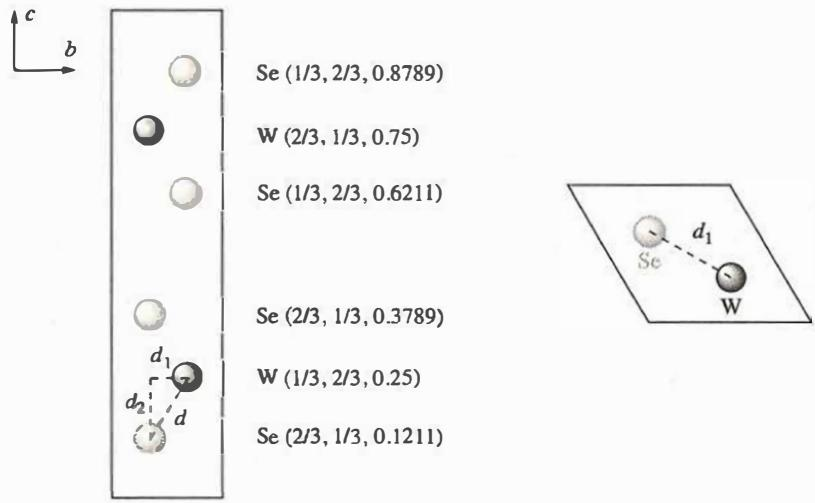 c
b
Se (1/3, 2/3, 0.8789)
W (2/3, 1/3, 0.75)
Se (1/3, 2/3, 0.6211)
Se (2/3, 1/3, 0.3789)
d₁
W (1/3, 2/3, 0.25)
d₂
d
Se (2/3, 1/3, 0.1211)
d₁
Se
W